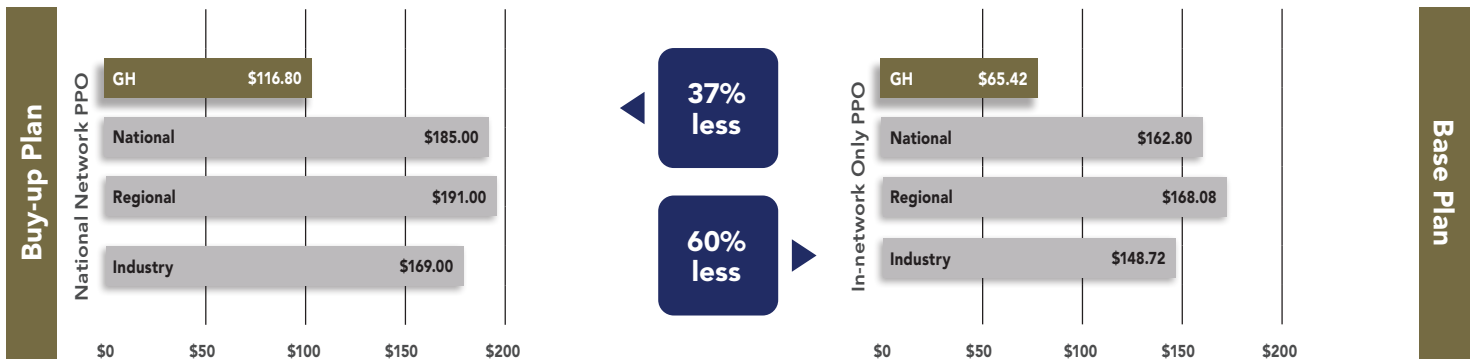 Buy-up Plan
National Network PPO
GH $116.80
National $185.00
Regional $191.00
Industry $169.00
$0 $50 $100 $150 $200
37%
less
60%
less
In-network Only PPO
GH $65.42
National $162.80
Regional $168.08
Industry $148.72
$0 $50 $100 $150 $200
Base Plan